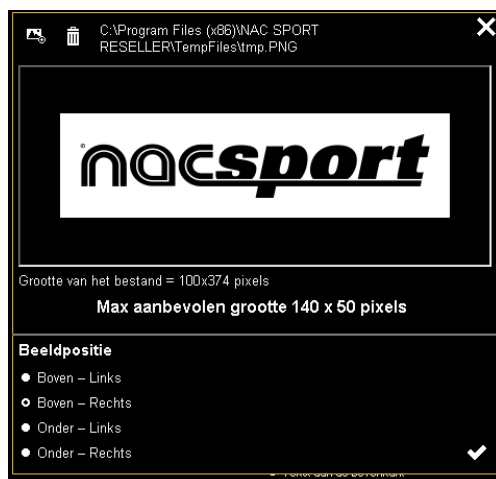 C:\Program Files (x86)\NAC SPORT
RESELLER\TempFiles\tmp.PNG
nacsport
Grootte van het bestand = 100x374 pixels
Max aanbevolen grootte 140 x 50 pixels
Beeldpositie
Boven – Links
Boven – Rechts
Onder – Links
Onder – Rechts